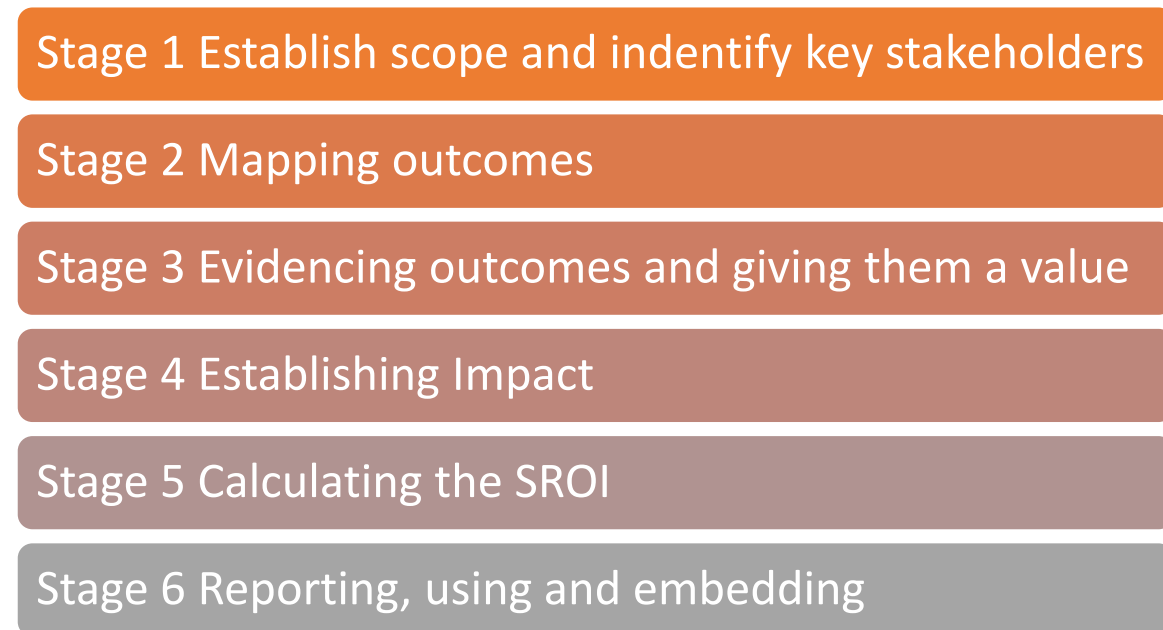 Stage 1 Establish scope and indentify key stakeholders
Stage 2 Mapping outcomes
Stage 3 Evidencing outcomes and giving them a value
Stage 4 Establishing Impact
Stage 5 Calculating the SROI
Stage 6 Reporting, using and embedding